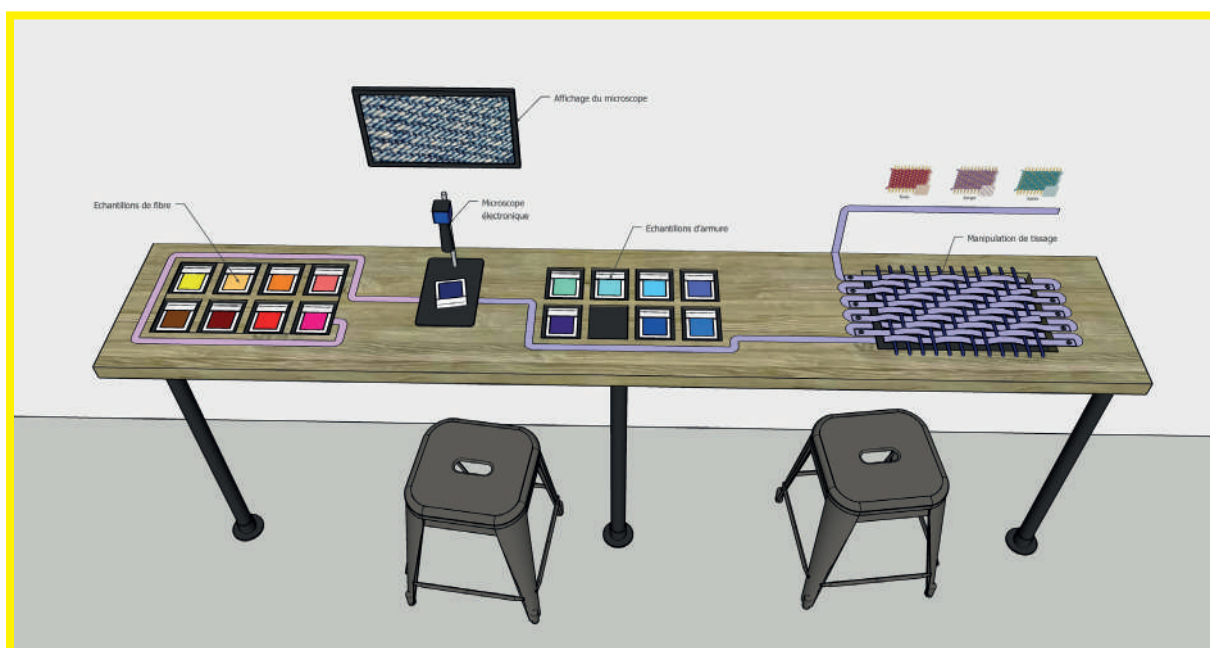 Affichage du microscope
Echantillons de fibre
Microscope
électronique
Echantillons d'armure
Manipulation de tissage